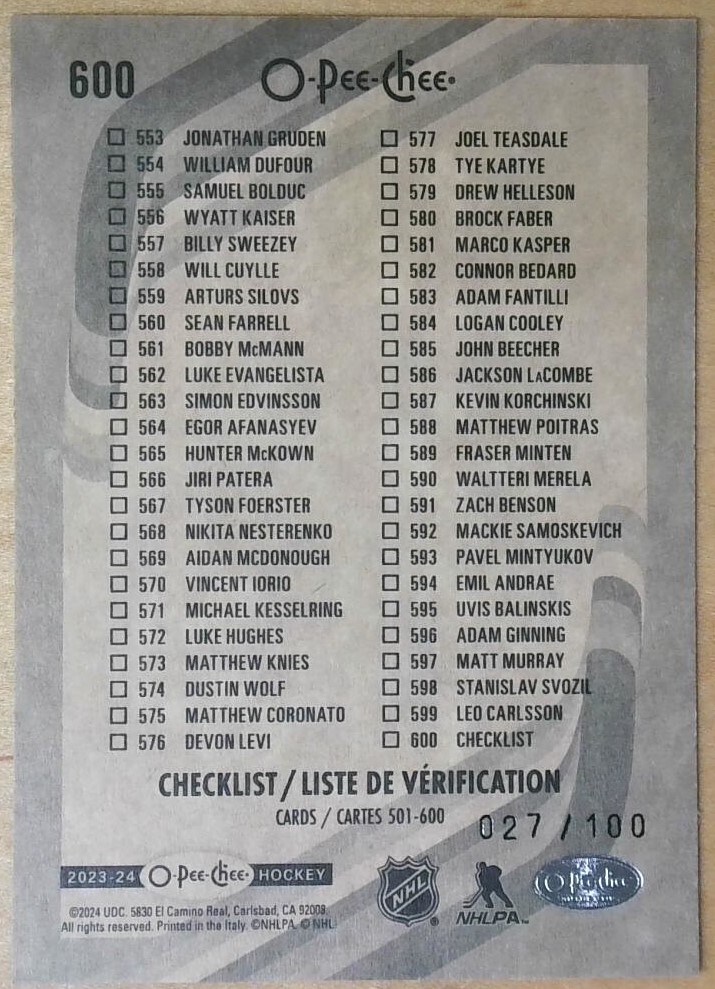 600
O-Pee-Chee
553 JONATHAN GRUDEN
554 WILLIAM DUFOUR
555 SAMUEL BOLDUC
556 WYATT KAISER
557 BILLY SWEEZEY
558 WILL CUYLLE
559 ARTURS SILOVS
560 SEAN FARRELL
561 BOBBY McMANN
562 LUKE EVANGELISTA
563 SIMON EDVINSSON
564 EGOR AFANASYEV
565 HUNTER McKOWN
566 JIRI PATERA
567 TYSON FOERSTER
568 NIKITA NESTERENKO
569 AIDAN MCDONOUGH
570 VINCENT IORIO
571 MICHAEL KESSELRING
572 LUKE HUGHES
573 MATTHEW KNIES
574 DUSTIN WOLF
575 MATTHEW CORONATO
576 DEVON LEVI
577 JOEL TEASDALE
578 TYE KARTYE
579 DREW HELLESON
580 BROCK FABER
581 MARCO KASPER
582 CONNOR BEDARD
583 ADAM FANTILLI
584 LOGAN COOLEY
585 JOHN BEECHER
586 JACKSON LACOMBE
587 KEVIN KORCHINSKI
588 MATTHEW POITRAS
589 FRASER MINTEN
590 WALTTERI MERELA
591 ZACH BENSON
592 MACKIE SAMOSKEVICH
593 PAVEL MINTYUKOV
594 EMIL ANDRAE
595 UVIS BALINSKIS
596 ADAM GINNING
597 MATT MURRAY
598 STANISLAV SVOZIL
599 LEO CARLSSON
600 CHECKLIST
CHECKLIST / LISTE DE VÉRIFICATION
CARDS / CARTES 501-600
027 / 100
2023-24 O-Pee-Chee HOCKEY
©2024 UDC. 5830 El Camino Real, Carlsbad, CA 92008.
All rights reserved. Printed in the Italy. ©NHLPA. © NHL
NHL ®
NHLPA™
O-Pee-Chee